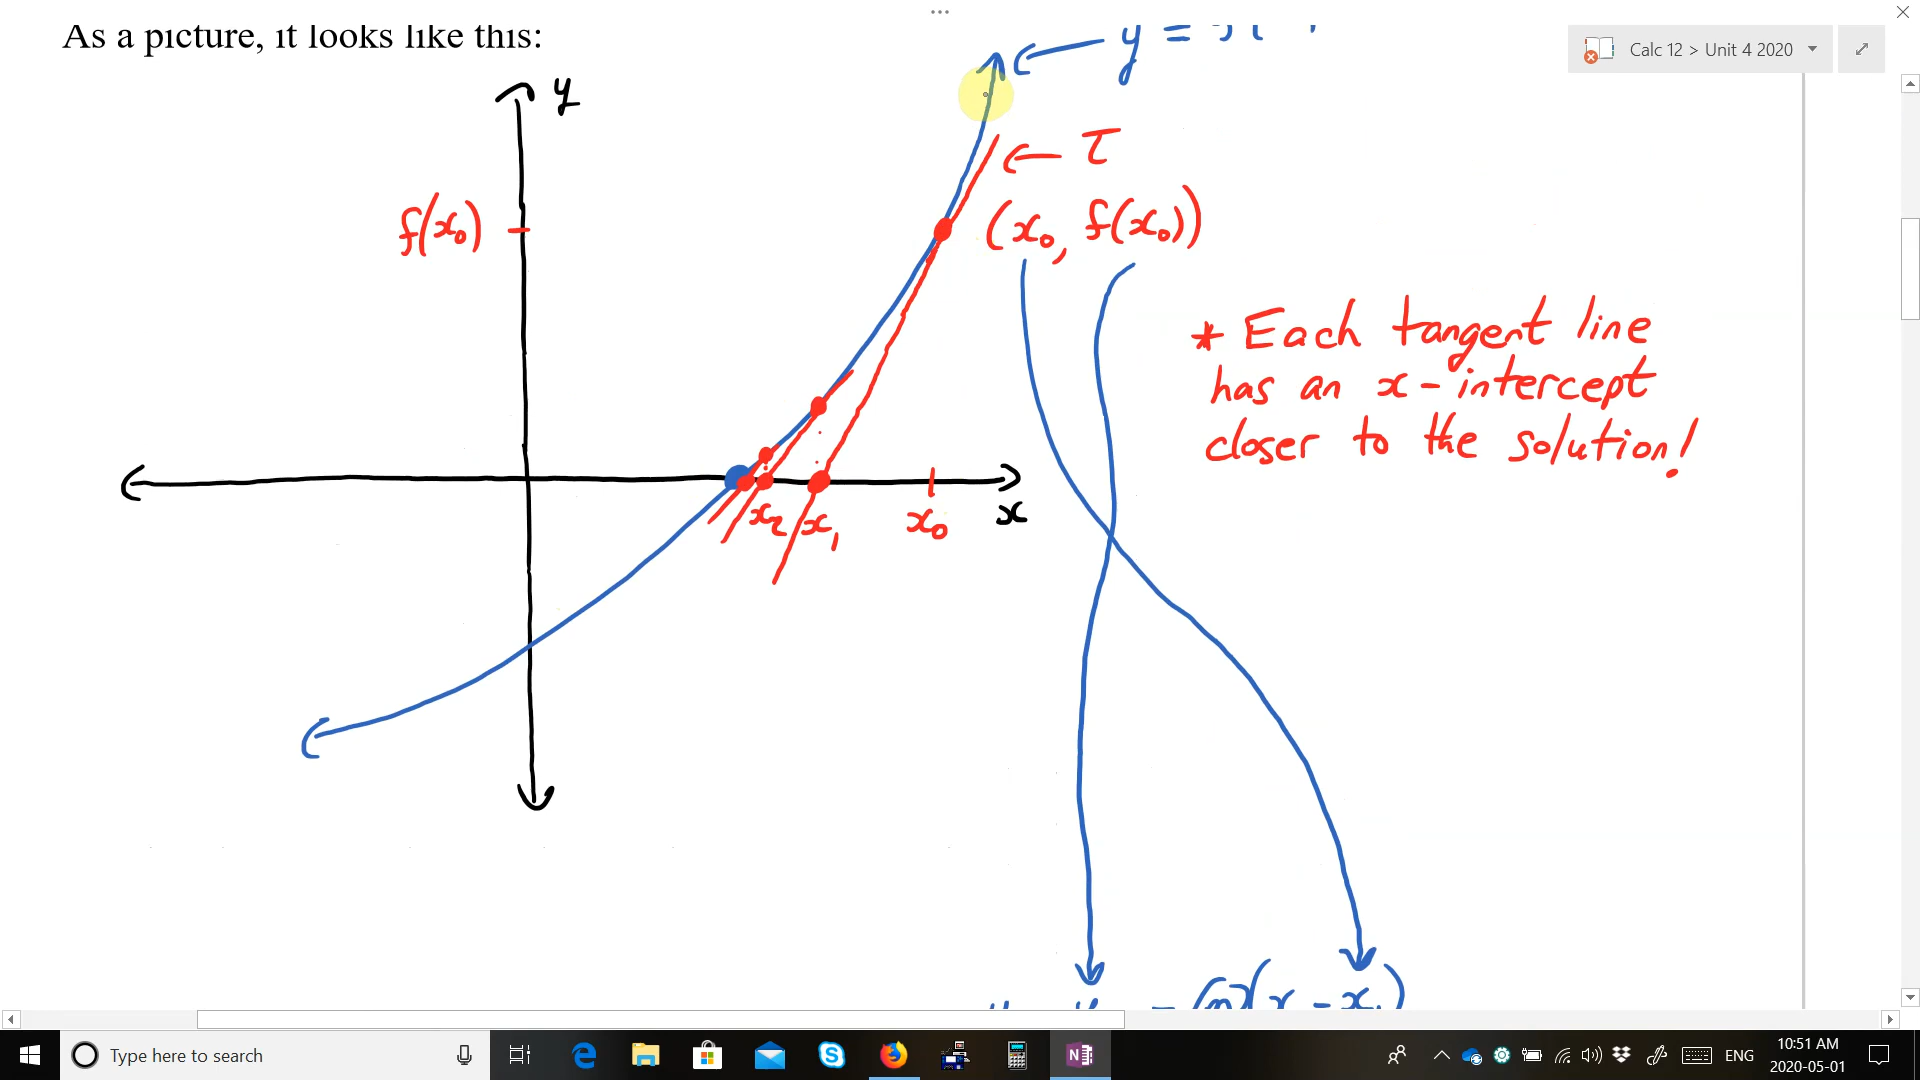 As a picture, it looks like this:
y =
Calc 12 > Unit 4 2020
y
τ
f(x₀)
(x₀, f(x₀))
* Each tangent line
has an x-intercept
closer to the solution!
x₂ x₁ x₀ x
(x - x₁)
Type here to search
ENG
10:51 AM
2020-05-01